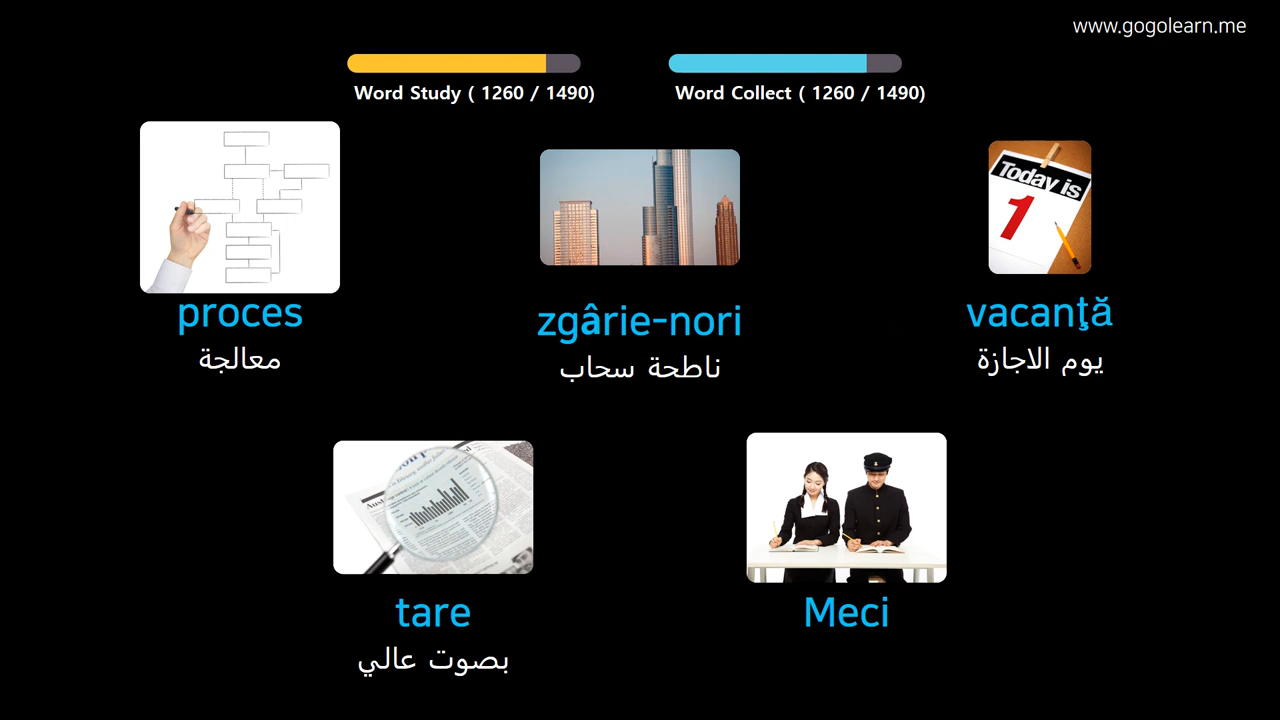 www.gogolearn.me
Word Study ( 1260 / 1490)
Word Collect ( 1260 / 1490)
Today is
1
proces
zgârie-nori
vacanţă
معالجة
ناطحة سحاب
يوم الاجازة
tare
Meci
بصوت عالي